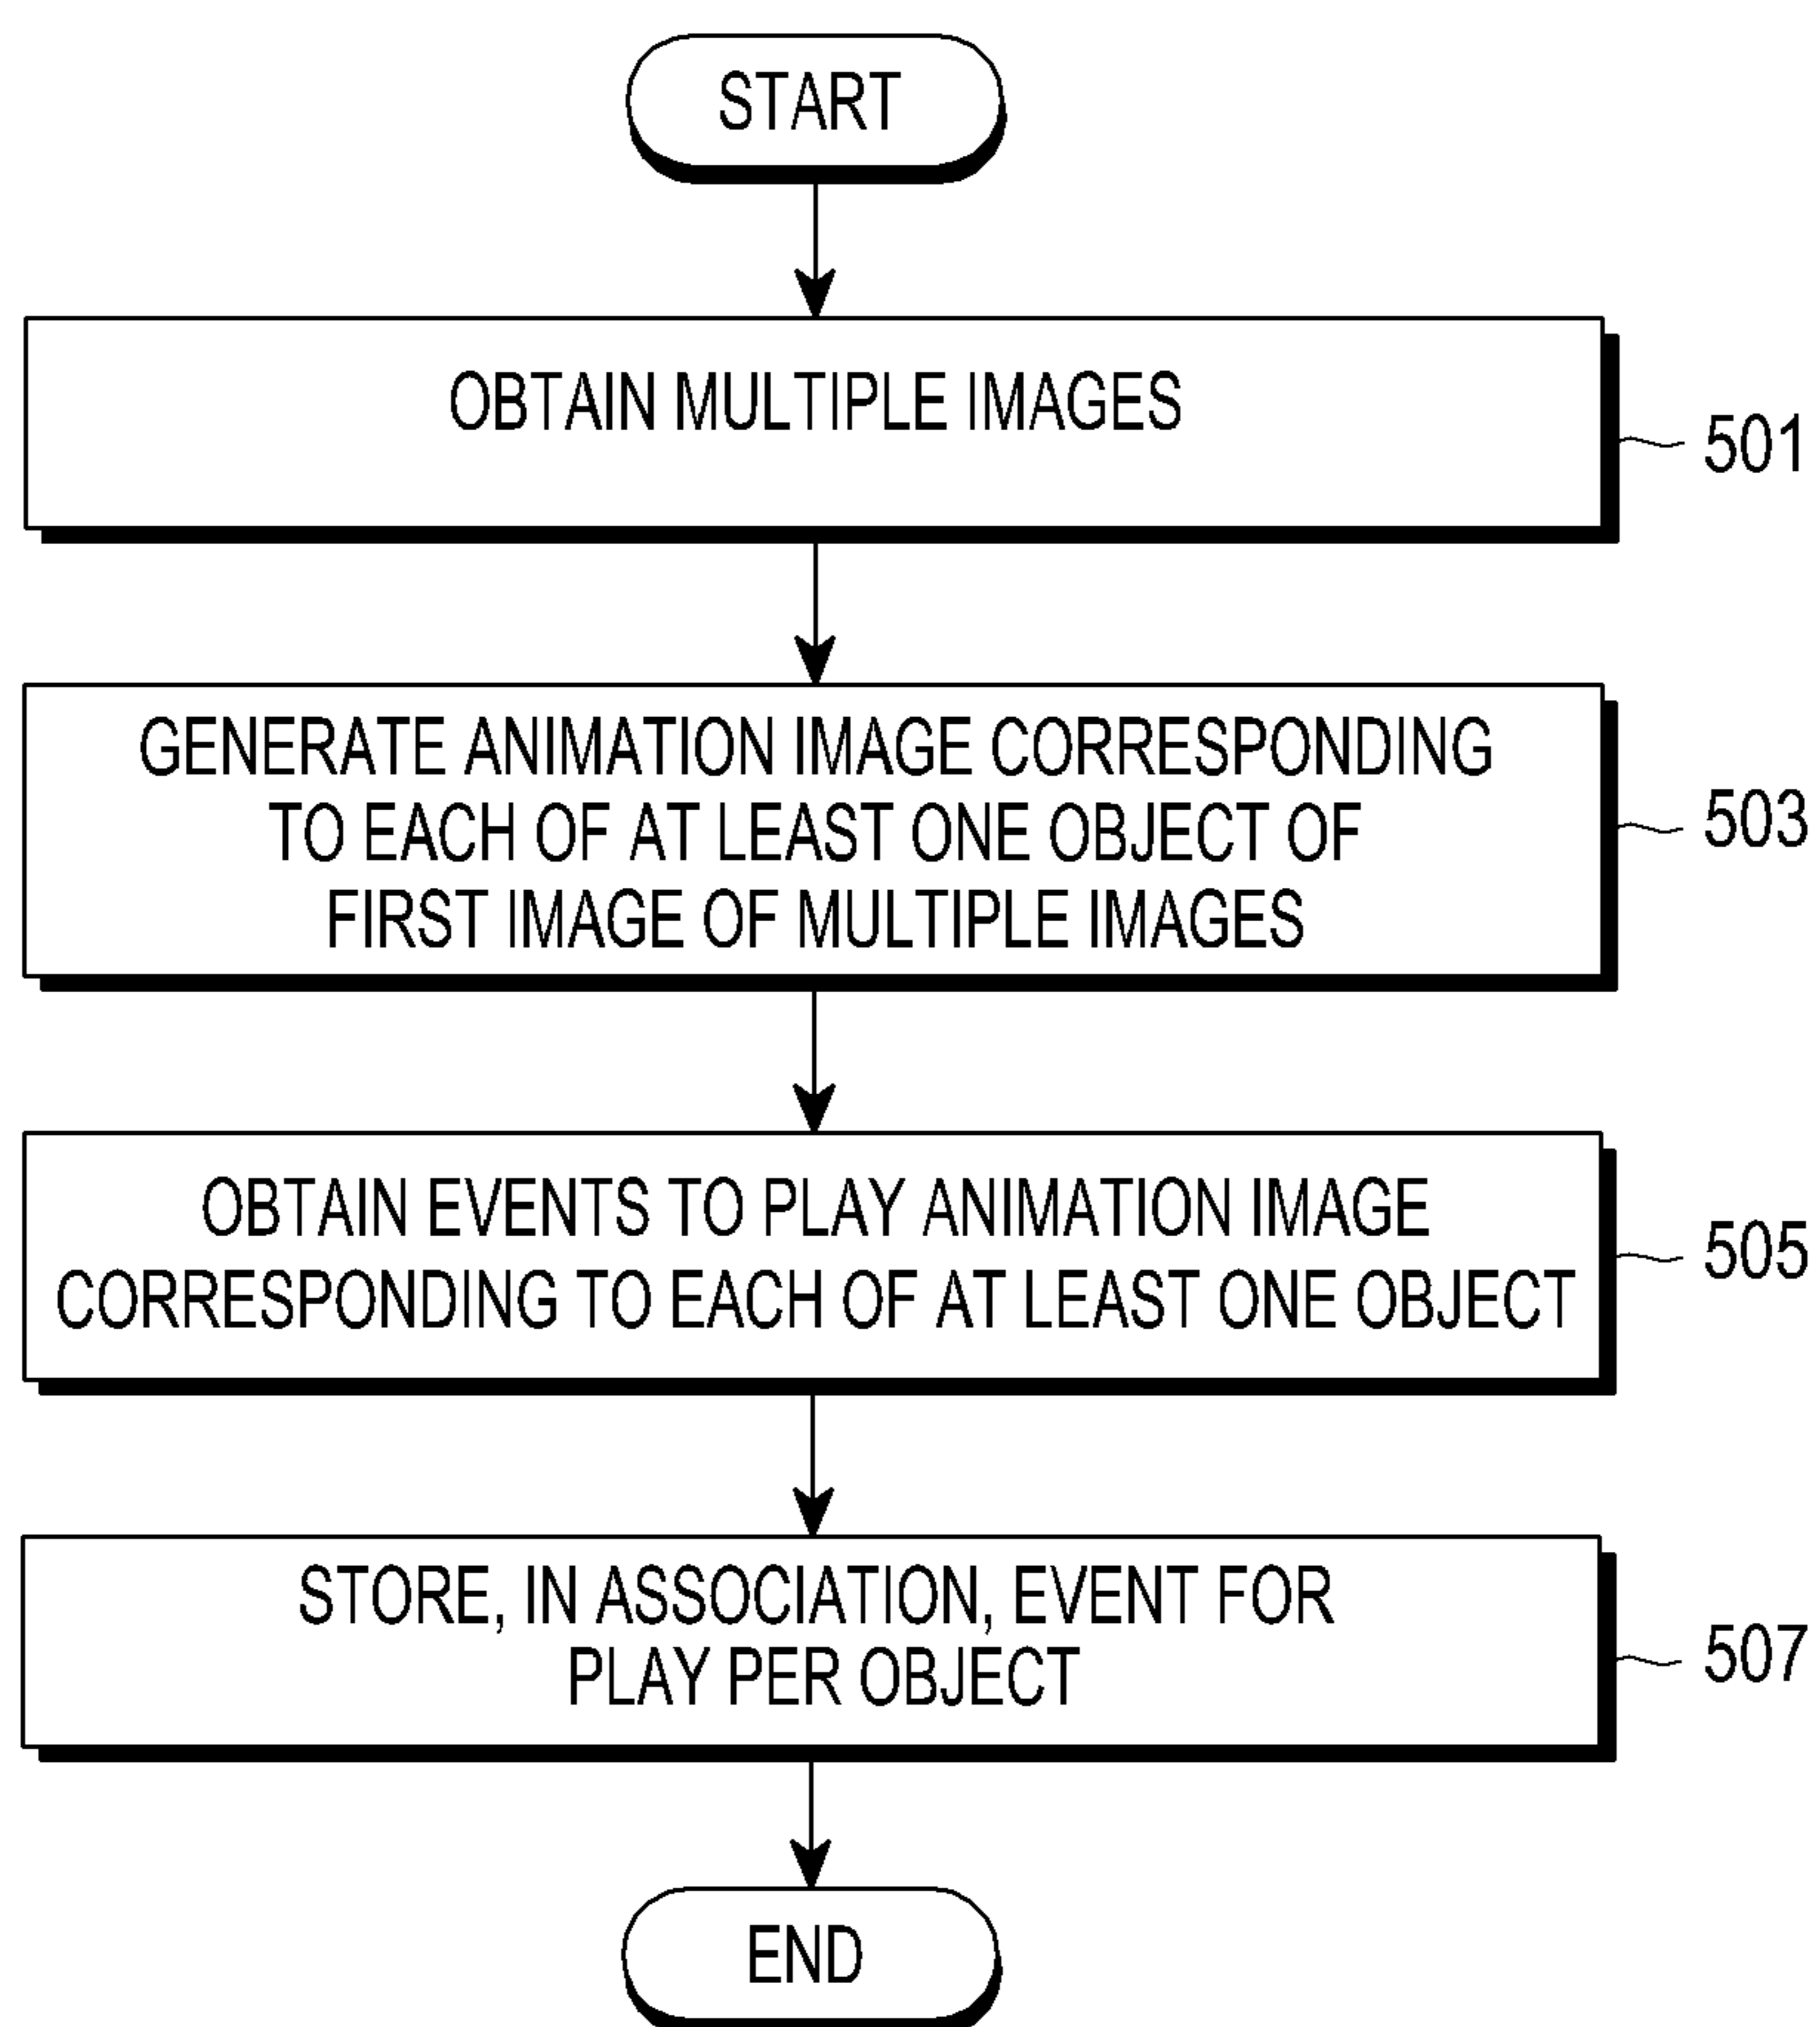 START
OBTAIN MULTIPLE IMAGES
501
GENERATE ANIMATION IMAGE CORRESPONDING
TO EACH OF AT LEAST ONE OBJECT OF
FIRST IMAGE OF MULTIPLE IMAGES
503
OBTAIN EVENTS TO PLAY ANIMATION IMAGE
CORRESPONDING TO EACH OF AT LEAST ONE OBJECT
505
STORE, IN ASSOCIATION, EVENT FOR
PLAY PER OBJECT
507
END